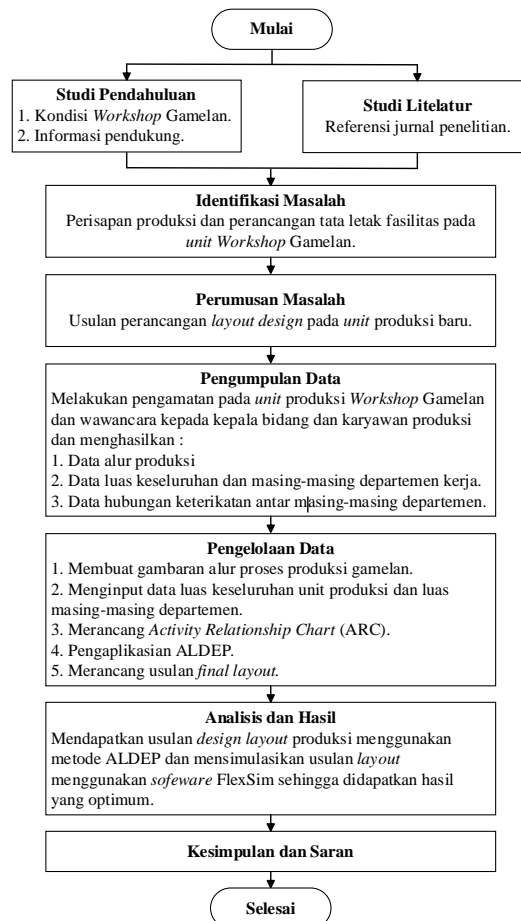 Mulai
Studi Pendahuluan
1. Kondisi Workshop Gamelan.
2. Informasi pendukung.
Studi Litelatur
Referensi jurnal penelitian.
Identifikasi Masalah
Perisapan produksi dan perancangan tata letak fasilitas pada
unit Workshop Gamelan.
Perumusan Masalah
Usulan perancangan layout design pada unit produksi baru.
Pengumpulan Data
Melakukan pengamatan pada unit produksi Workshop Gamelan
dan wawancara kepada kepala bidang dan karyawan produksi
dan menghasilkan :
1. Data alur produksi
2. Data luas keseluruhan dan masing-masing departemen kerja.
3. Data hubungan keterikatan antar masing-masing departemen.
Pengelolaan Data
1. Membuat gambaran alur proses produksi gamelan.
2. Menginput data luas keseluruhan unit produksi dan luas
masing-masing departemen.
3. Merancang Activity Relationship Chart (ARC).
4. Pengaplikasian ALDEP.
5. Merancang usulan final layout.
Analisis dan Hasil
Mendapatkan usulan design layout produksi menggunakan
metode ALDEP dan mensimulasikan usulan layout
menggunakan sofeware FlexSim sehingga didapatkan hasil
yang optimum.
Kesimpulan dan Saran
Selesai